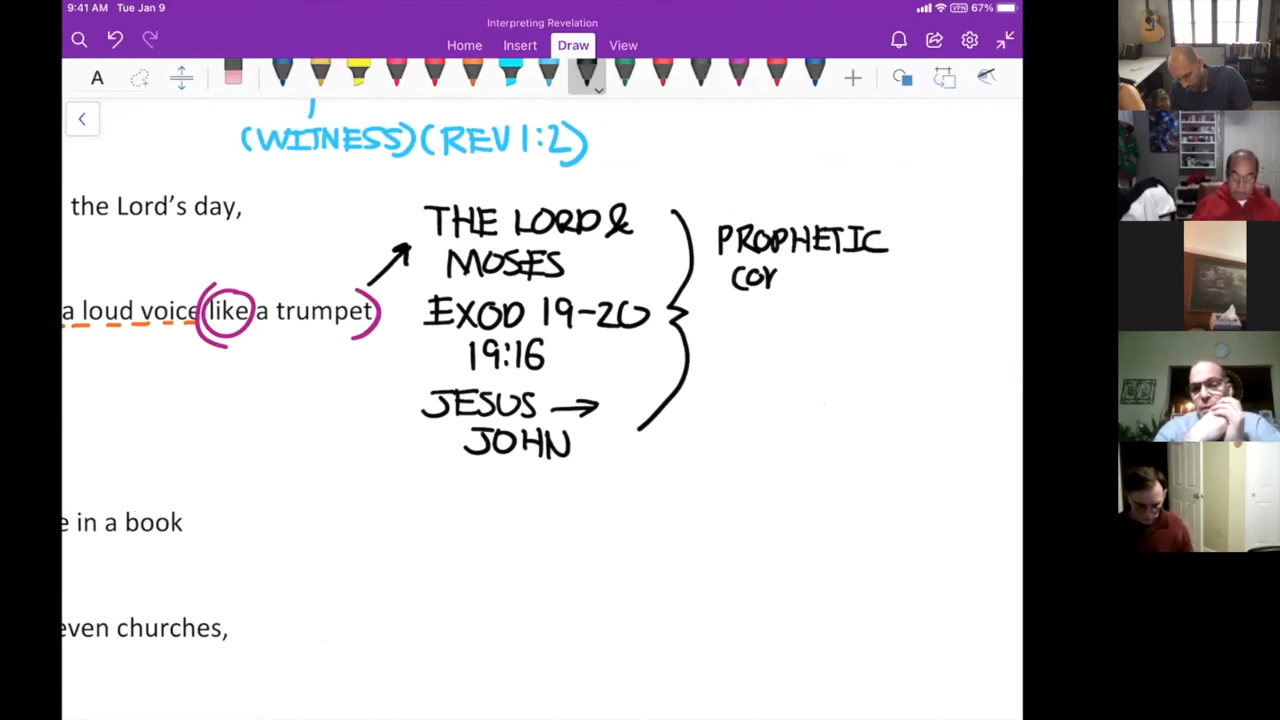 9:41 AM Tue Jan 9
VPN 67%
Interpreting Revelation
Home Insert Draw View
A
(WITNESS) (REV 1:2)
the Lord's day,
THE LORD &
MOSES
a loud voice (like a trumpet)
EXOD 19-20
19:16
JESUS →
JOHN
PROPHETIC
COR
e in a book
even churches,